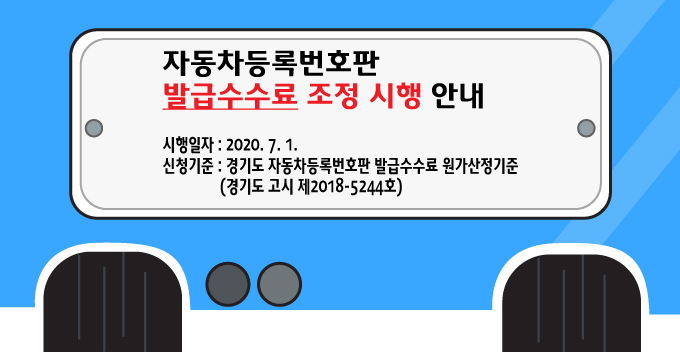 자동차등록번호판
발급수수료 조정 시행 안내
시행일자 : 2020. 7. 1.
신청기준 : 경기도 자동차등록번호판 발급수수료 원가산정기준
(경기도 고시 제2018-5244호)